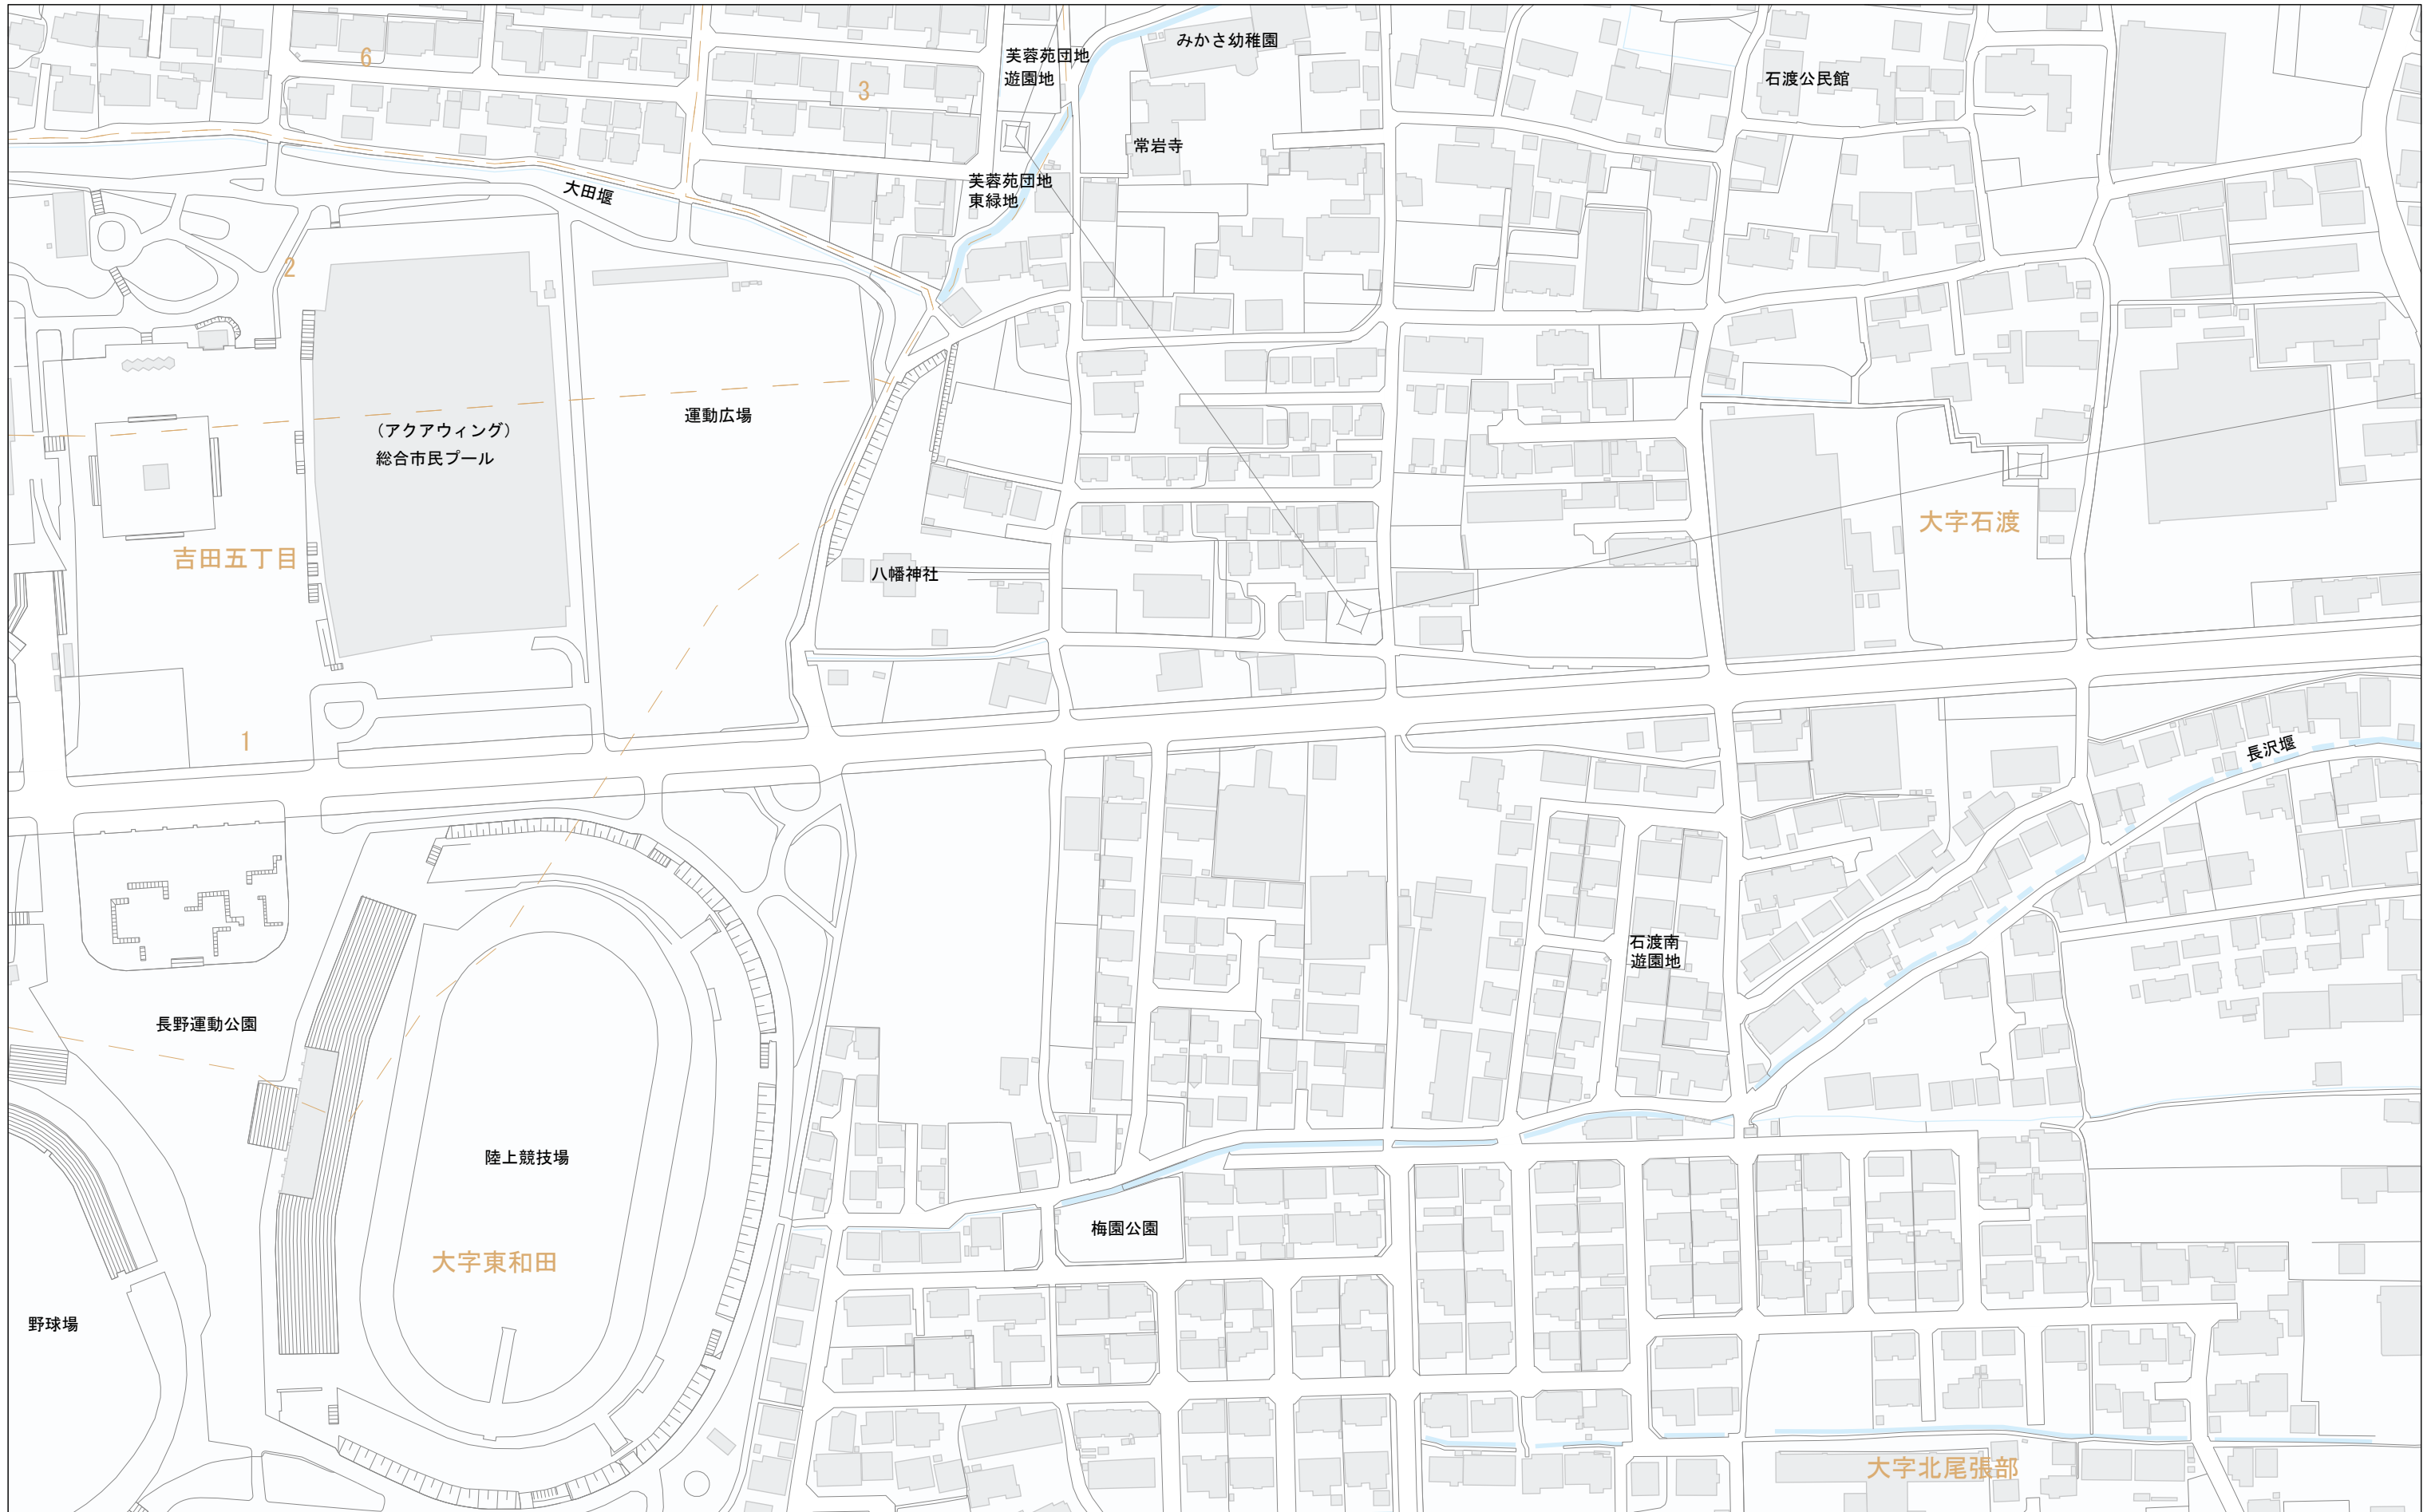 みかさ幼稚園
芙蓉苑団地
遊園地
6
3
石渡公民館
常岩寺
芙蓉苑団地
東緑地
大田堰
2
運動広場
（アクアウィング）
総合市民プール
大字石渡
吉田五丁目
八幡神社
1
長沢堰
石渡南
遊園地
長野運動公園
陸上競技場
梅園公園
大字東和田
野球場
大字北尾張部